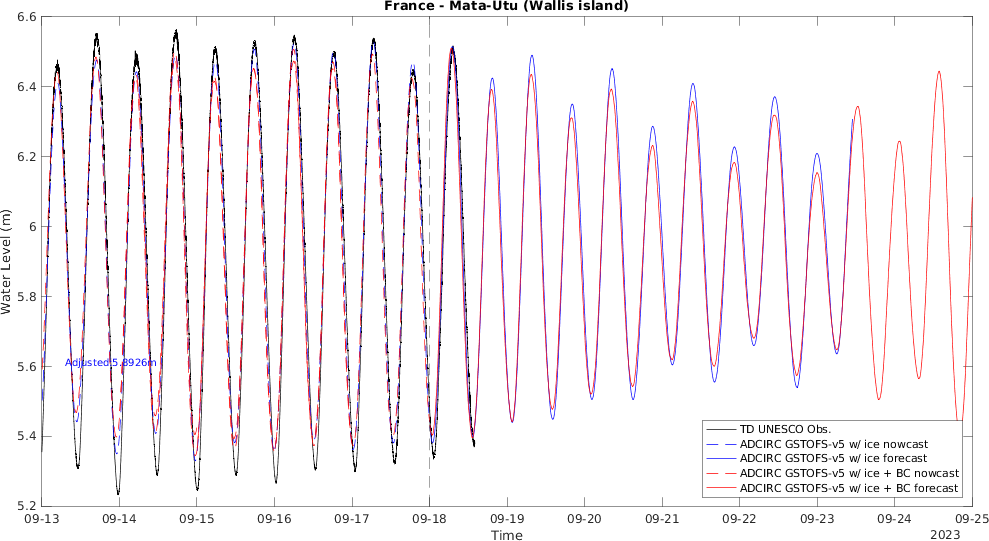 France - Mata-Utu (Wallis island)
6.6
6.4
6.2
6
5.8
5.6
5.4
5.2
Water Level (m)
Adjusted 5.8926m
TD UNESCO Obs.
ADCIRC GSTOFS-v5 w/ ice nowcast
ADCIRC GSTOFS-v5 w/ ice forecast
ADCIRC GSTOFS-v5 w/ ice + BC nowcast
ADCIRC GSTOFS-v5 w/ ice + BC forecast
09-13 09-14 09-15 09-16 09-17 09-18 09-19 09-20 09-21 09-22 09-23 09-24 09-25
Time
2023